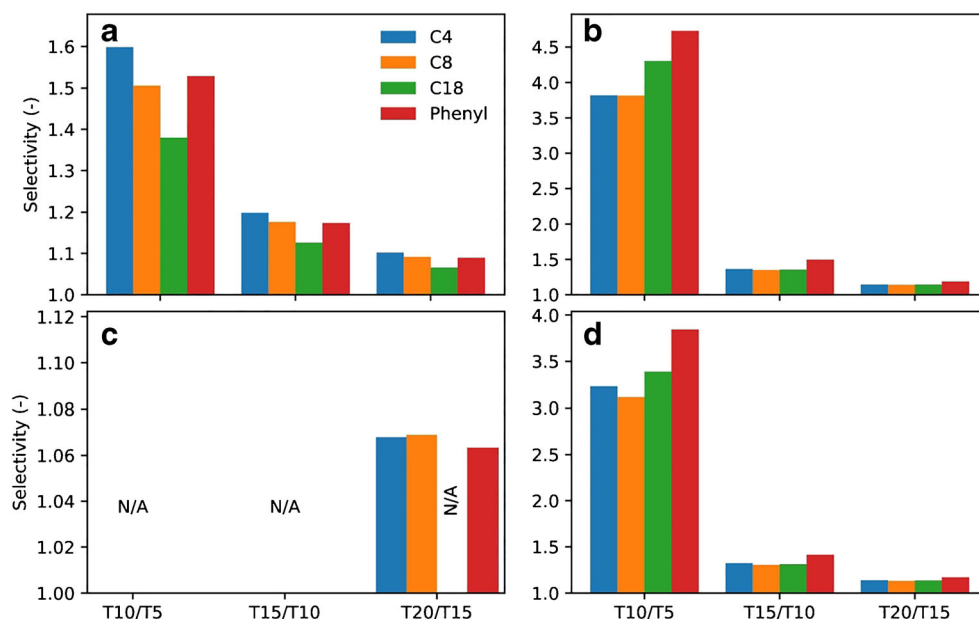 a
C4
C8
C18
Phenyl
Selectivity (-)
1.6
1.5
1.4
1.3
1.2
1.1
1.0
b
4.5
4.0
3.5
3.0
2.5
2.0
1.5
1.0
c
Selectivity (-)
1.12
1.10
1.08
1.06
1.04
1.02
1.00
N/A
N/A
N/A
T10/T5
T15/T10
T20/T15
d
4.0
3.5
3.0
2.5
2.0
1.5
1.0
T10/T5
T15/T10
T20/T15